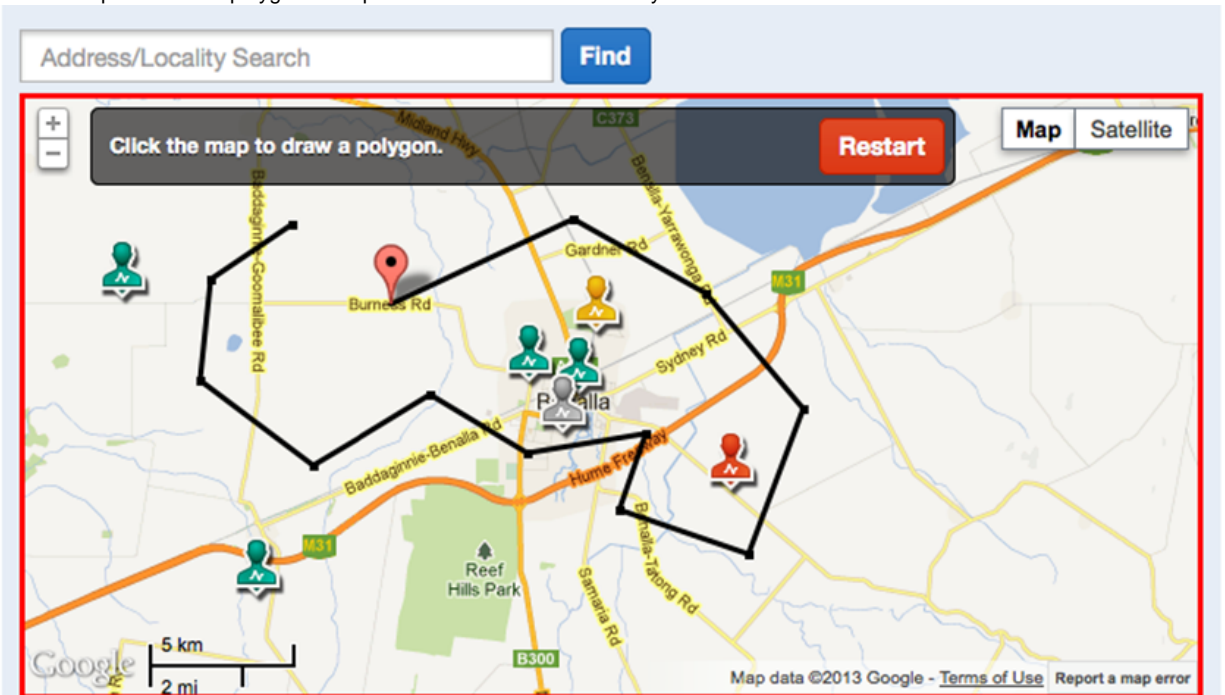 Address/Locality Search
Find
Click the map to draw a polygon.
Restart
Map
Satellite
Midland Hwy
C373
Benalla-Yarrawonga Rd
Baddaginnie-Goomalibee Rd
Gardner Rd
M31
Burness Rd
Sydney Rd
Baddaginnie-Benalla Rd
Hume Freeway
M31
Benalla-Tatong Rd
Samaria Rd
Reef
Hills Park
B300
5 km
2 mi
Google
Map data ©2013 Google - Terms of Use
Report a map error